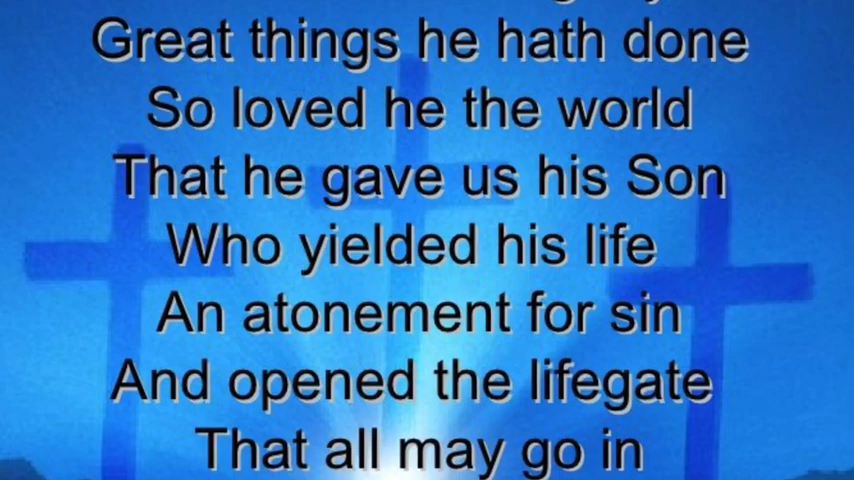 Great things he hath done
So loved he the world
That he gave us his Son
Who yielded his life
An atonement for sin
And opened the lifegate
That all may go in